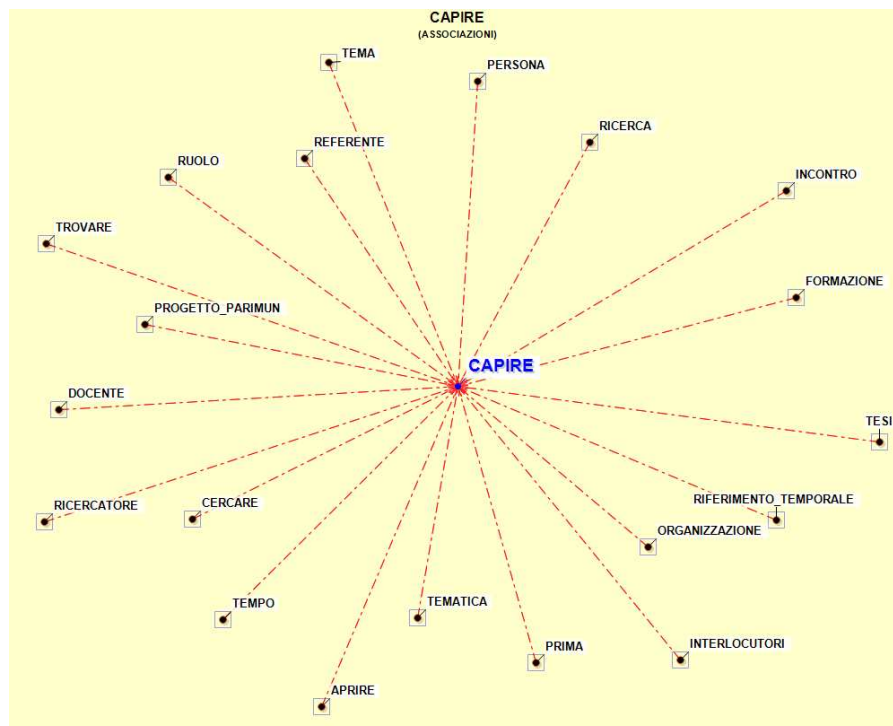 CAPIRE
(ASSOCIAZIONI)
TEMA
PERSONA
RICERCA
REFERENTE
RUOLO
INCONTRO
TROVARE
FORMAZIONE
PROGETTO_PARIMUN
CAPIRE
DOCENTE
TESI
RIFERIMENTO_TEMPORALE
RICERCATORE
CERCARE
ORGANIZZAZIONE
TEMPO
TEMATICA
PRIMA
INTERLOCUTORI
APRIRE